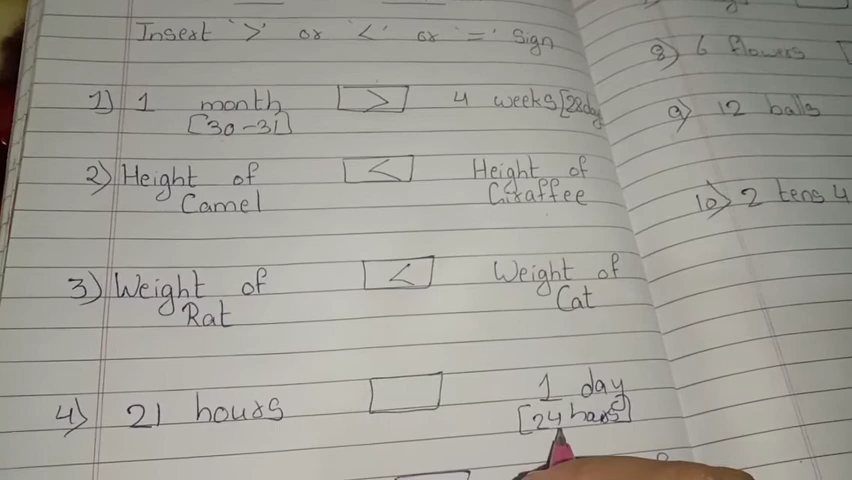 Insert '>' or '<' or '=' Sign
1) 1 month > 4 weeks [28day
[30-31]
2) Height of < Height of
Camel Giraffee
3) Weight of < Weight of
Rat Cat
4) 21 hours 1 day
[24 hours]
8) 6 flowers
9) 12 balls
10) 2 tens 4